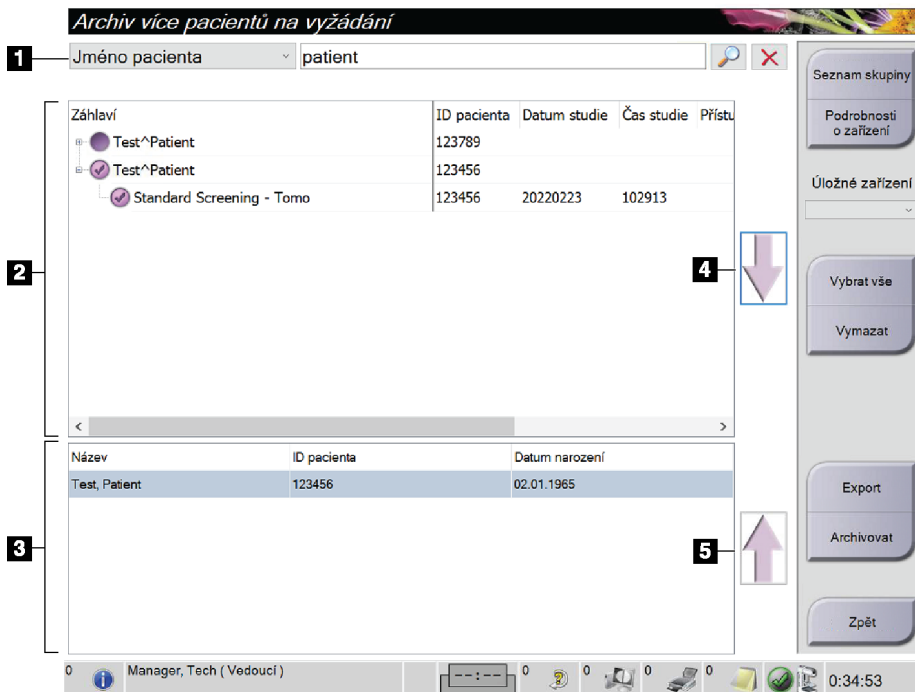 Archiv více pacientů na vyžádání
1 Jméno pacienta patient
Seznam skupiny
Podrobnosti
o zařízení
Úložné zařízení
2
Záhlaví ID pacienta Datum studie Čas studie Přístu
Test^Patient 123789
Test^Patient 123456
Standard Screening - Tomo 123456 20220223 102913
4
Vybrat vše
Vymazat
3
Název ID pacienta Datum narození
Test, Patient 123456 02.01.1965
5
Export
Archivovat
Zpět
0 Manager, Tech ( Vedoucí ) --:-- 0 0 0 0 0:34:53